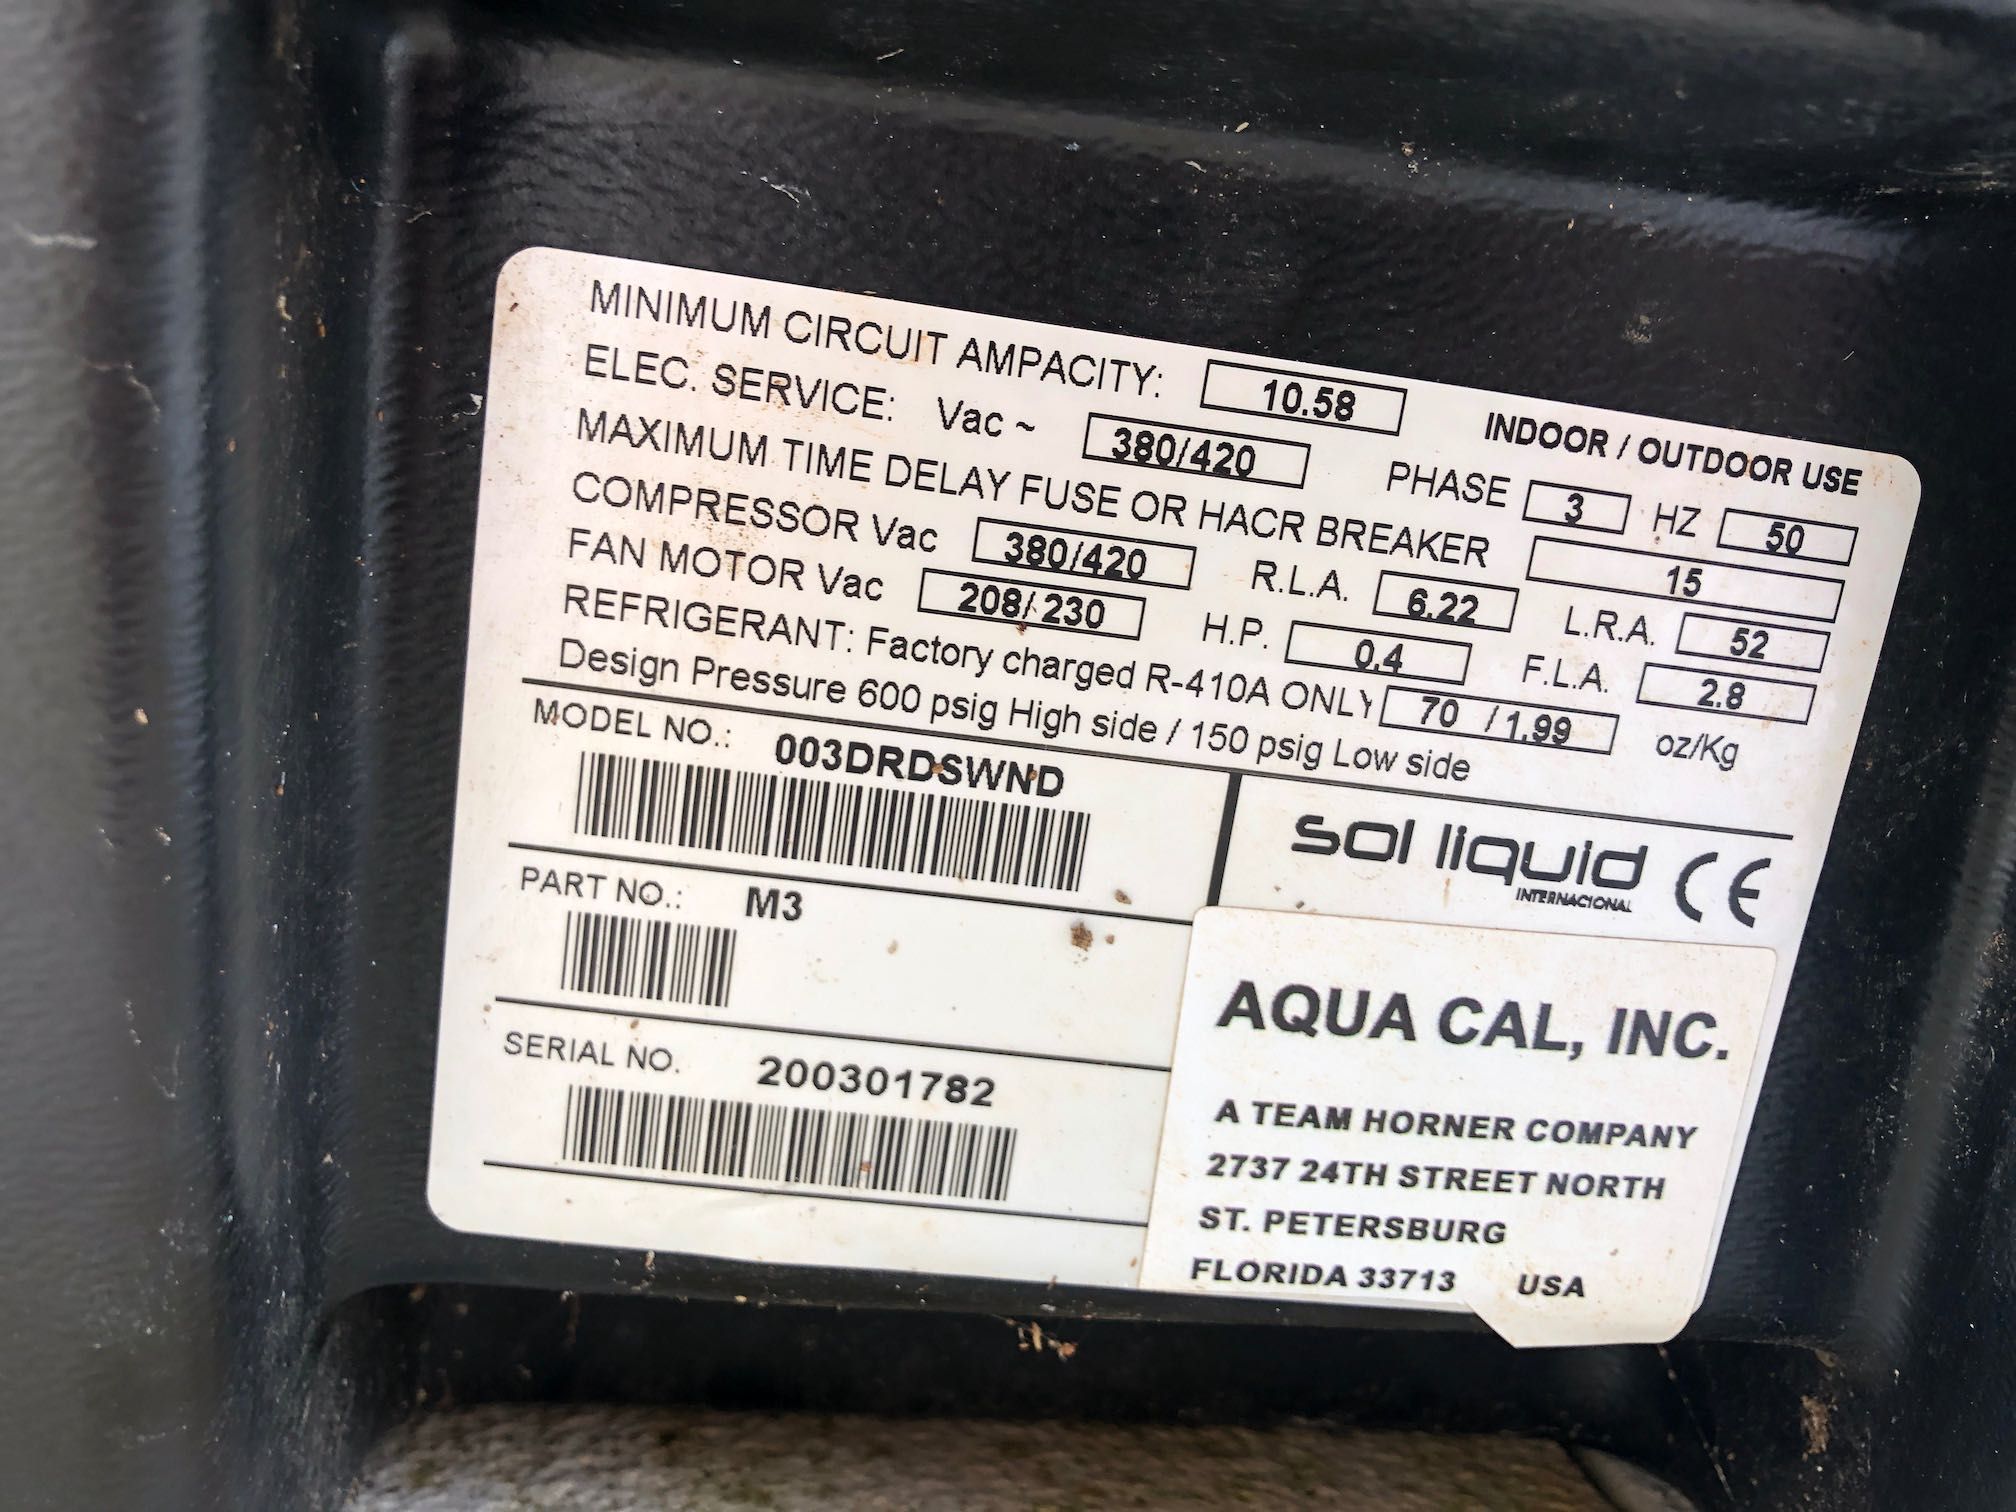 MINIMUM CIRCUIT AMPACITY: 10.58 INDOOR / OUTDOOR USE
ELEC. SERVICE: Vac ~ 380/420 PHASE 3 HZ 50
MAXIMUM TIME DELAY FUSE OR HACR BREAKER 15
COMPRESSOR Vac 380/420 R.L.A. 6.22 L.R.A. 52
FAN MOTOR Vac 208/230 H.P. 0.4 F.L.A. 2.8
REFRIGERANT: Factory charged R-410A ONLY 70 / 1.99 oz/Kg
Design Pressure 600 psig High side / 150 psig Low side
MODEL NO.: 003DRDSWND
PART NO.: M3
SERIAL NO. 200301782
sol liquid CE
INTERNACIONAL
AQUA CAL, INC.
A TEAM HORNER COMPANY
2737 24TH STREET NORTH
ST. PETERSBURG
FLORIDA 33713 USA